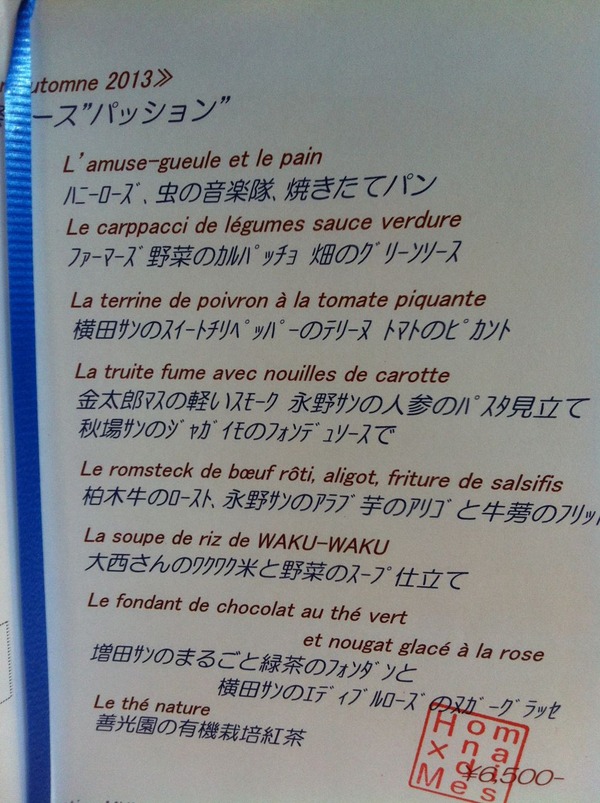 utomne 2013≫
ース”パッション”
L'amuse-gueule et le pain
ﾊﾆｰﾛｰｽﾞ､虫の音楽隊､焼きたてパン
Le carppacci de légumes sauce verdure
ﾌｧｰﾏｰｽﾞ野菜のｶﾙﾊﾟｯﾁｮ 畑のｸﾞﾘｰﾝｿｰｽ
La terrine de poivron à la tomate piquante
横田ｻﾝのｽｲｰﾄﾁﾘﾍﾟｯﾊﾟｰのﾃﾘｰﾇ ﾄﾏﾄのﾋﾟｶﾝﾄ
La truite fume avec nouilles de carotte
金太郎ﾏｽの軽いｽﾓｰｸ 永野ｻﾝの人参のﾊﾟｽﾀ見立て
秋場ｻﾝのｼﾞｬｶﾞｲﾓのﾌｫﾝﾃﾞｭｿｰｽで
Le romsteck de bœuf rôti, aligot, friture de salsifis
柏木牛のﾛｰｽﾄ､永野ｻﾝのｱﾗﾌﾞ芋のｱﾘｺﾞと牛蒡のﾌﾘｯ
La soupe de riz de WAKU-WAKU
大西さんのﾜｸﾜｸ米と野菜のｽｰﾌﾟ仕立て
Le fondant de chocolat au thé vert
et nougat glacé à la rose
増田ｻﾝのまるごと緑茶のﾌｫﾝﾀﾞﾝと
横田ｻﾝのｴﾃﾞｨﾌﾞﾙﾛｰｽﾞのﾇｶﾞｰｸﾞﾗｯｾ
Le thé nature
善光園の有機栽培紅茶
¥6,500-